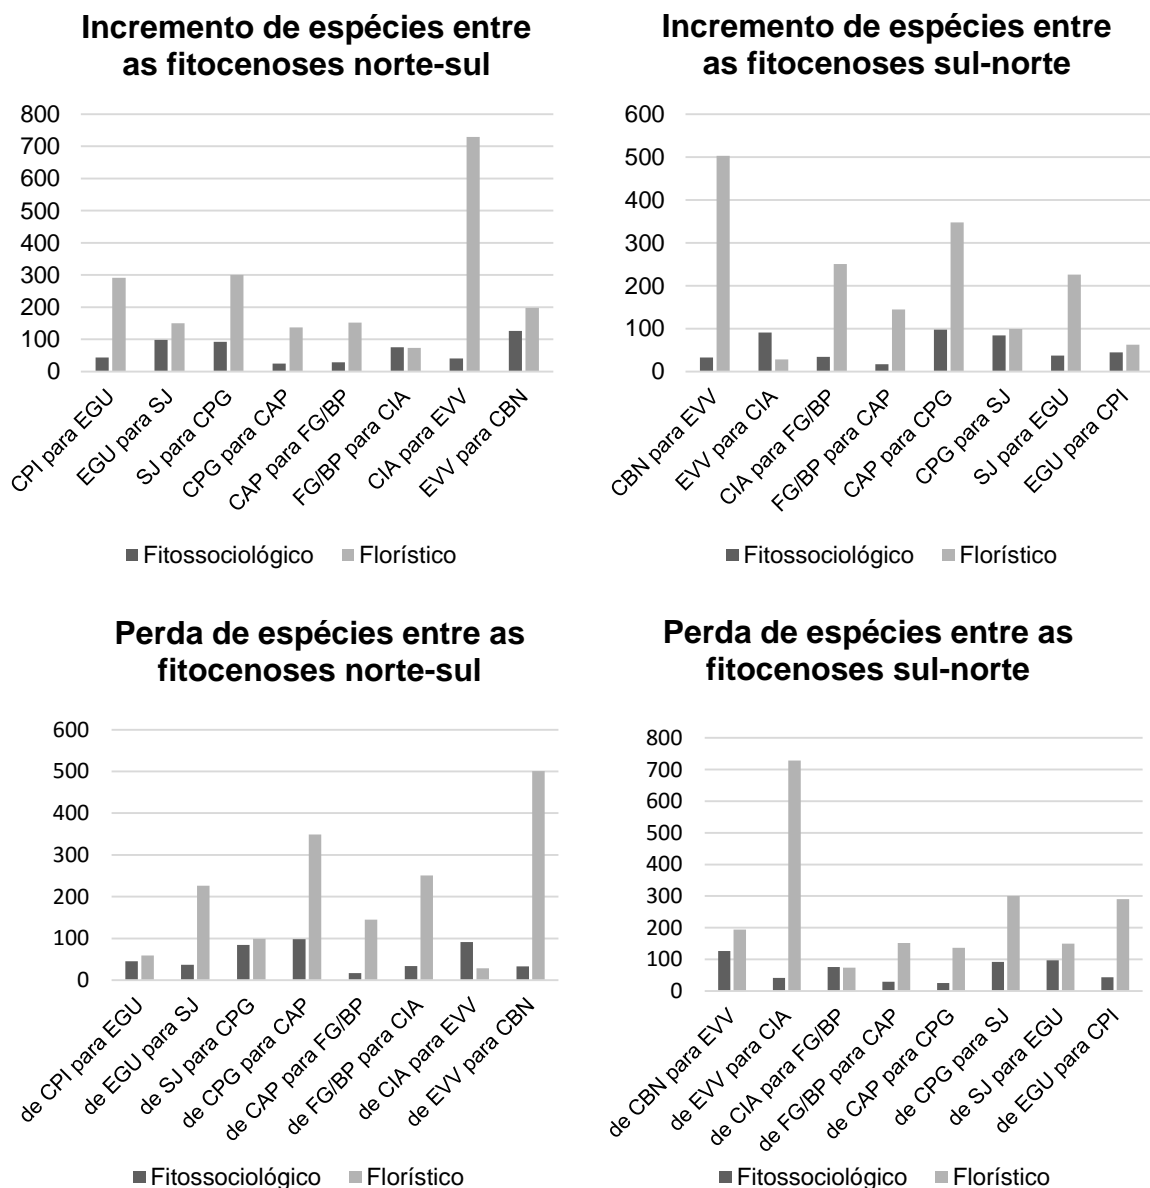 Incremento de espécies entre
as fitocenoses norte-sul
800
700
600
500
400
300
200
100
0
CPI para EGU
EGU para SJ
SJ para CPG
CPG para CAP
CAP para FG/BP
FG/BP para CIA
CIA para EVV
EVV para CBN
Fitossociológico Florístico
Incremento de espécies entre
as fitocenoses sul-norte
600
500
400
300
200
100
0
CBN para EVV
EVV para CIA
CIA para FG/BP
FG/BP para CAP
CAP para CPG
CPG para SJ
SJ para EGU
EGU para CPI
Fitossociológico Florístico
Perda de espécies entre as
fitocenoses norte-sul
600
500
400
300
200
100
0
de CPI para EGU
de EGU para SJ
de SJ para CPG
de CPG para CAP
de CAP para FG/BP
de FG/BP para CIA
de CIA para EVV
de EVV para CBN
Fitossociológico Florístico
Perda de espécies entre as
fitocenoses sul-norte
800
700
600
500
400
300
200
100
0
de CBN para EVV
de EVV para CIA
de CIA para FG/BP
de FG/BP para CAP
de CAP para CPG
de CPG para SJ
de SJ para EGU
de EGU para CPI
Fitossociológico Florístico